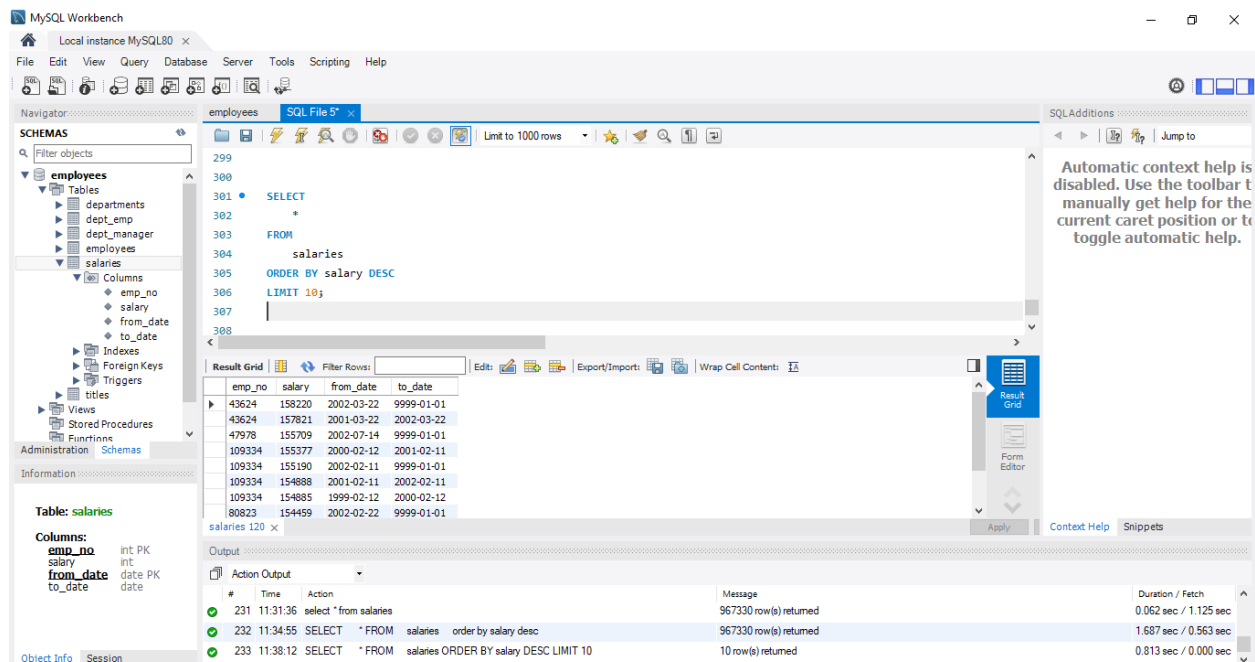 MySQL Workbench
Local instance MySQL80
File Edit View Query Database Server Tools Scripting Help
Navigator
SCHEMAS
Filter objects
employees
Tables
departments
dept_emp
dept_manager
employees
salaries
Columns
emp_no
salary
from_date
to_date
Indexes
Foreign Keys
Triggers
titles
Views
Stored Procedures
Functions
Administration Schemas
Information
Table: salaries
Columns:
emp_no int PK
salary int
from_date date PK
to_date date
Object Info Session
employees SQL File 5*
Limit to 1000 rows
299
300
301 SELECT
302 *
303 FROM
304 salaries
305 ORDER BY salary DESC
306 LIMIT 10;
307
308
Result Grid Filter Rows: Edit: Export/Import: Wrap Cell Content:
emp_no salary from_date to_date
43624 158220 2002-03-22 9999-01-01
43624 157821 2001-03-22 2002-03-22
47978 155709 2002-07-14 9999-01-01
109334 155377 2000-02-12 2001-02-11
109334 155190 2002-02-11 9999-01-01
109334 154888 2001-02-11 2002-02-11
109334 154885 1999-02-12 2000-02-12
80823 154459 2002-02-22 9999-01-01
Result
Grid
Form
Editor
salaries 120
Apply
SQLAdditions
Jump to
Automatic context help is
disabled. Use the toolbar t
manually get help for the
current caret position or to
toggle automatic help.
Context Help Snippets
Output
Action Output
# Time Action Message Duration / Fetch
231 11:31:36 select * from salaries 967330 row(s) returned 0.062 sec / 1.125 sec
232 11:34:55 SELECT * FROM salaries order by salary desc 967330 row(s) returned 1.687 sec / 0.563 sec
233 11:38:12 SELECT * FROM salaries ORDER BY salary DESC LIMIT 10 10 row(s) returned 0.813 sec / 0.000 sec